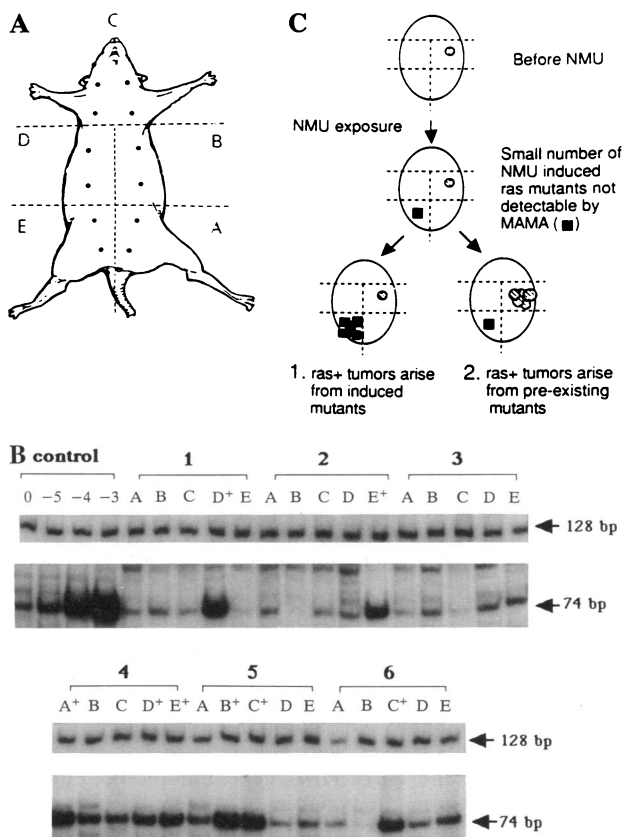 A
C
D
B
E
A
C
Before NMU
NMU exposure
Small number of
NMU induced
ras mutants not
detectable by
MAMA (■)
1. ras+ tumors arise
from induced
mutants
2. ras+ tumors arise
from pre-existing
mutants
B control 1 2 3
0 −5 −4 −3 A B C D+ E A B C D E+ A B C D E
128 bp
74 bp
4 5 6
A+ B C D+ E+ A B+ C+ D E A B C+ D E
128 bp
74 bp